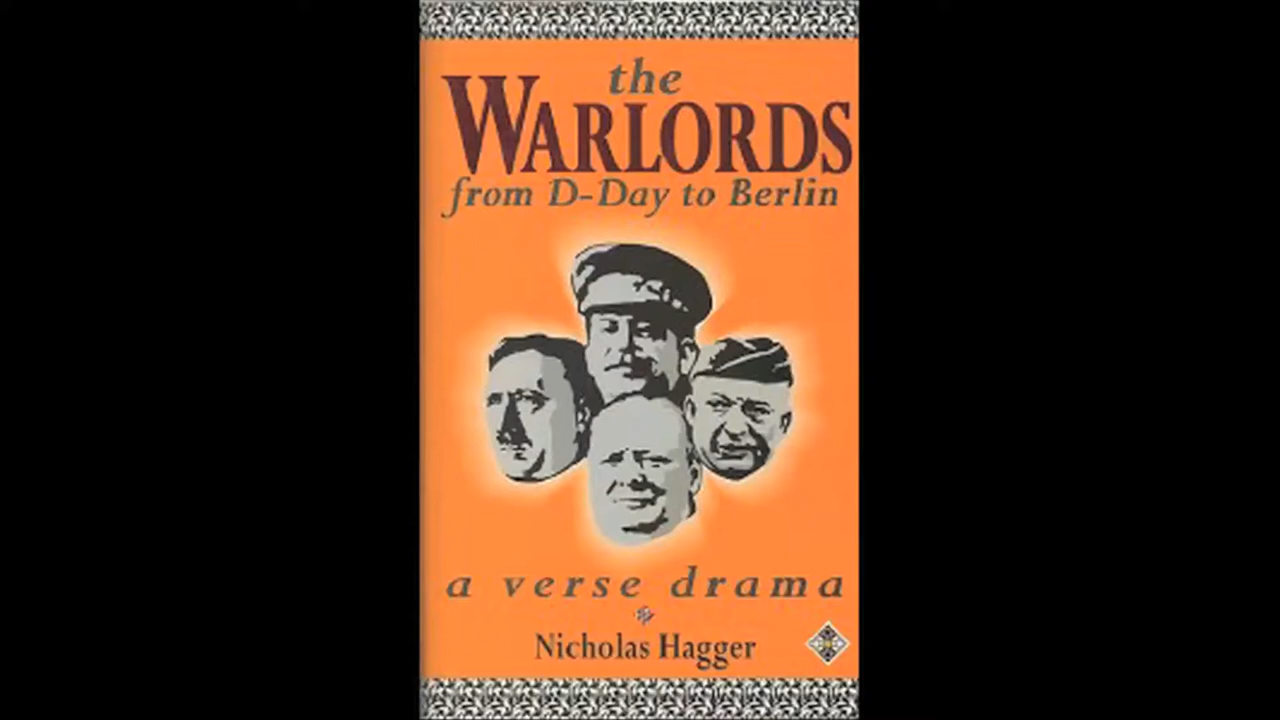 the
WARLORDS
from D-Day to Berlin
a verse drama
Nicholas Hagger